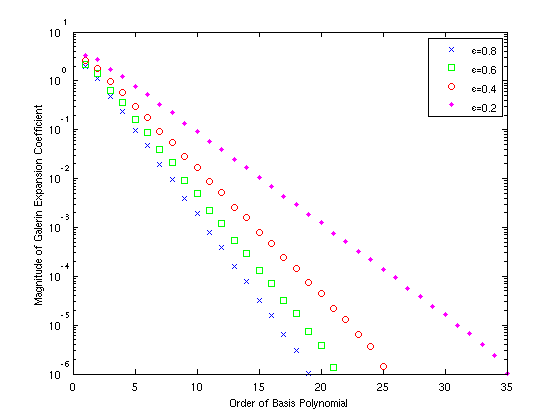 10^1
10^0
10^-1
10^-2
10^-3
10^-4
10^-5
10^-6
Magnitude of Galerin Expansion Coefficient
0 5 10 15 20 25 30 35
Order of Basis Polynomial
ε=0.8
ε=0.6
ε=0.4
ε=0.2